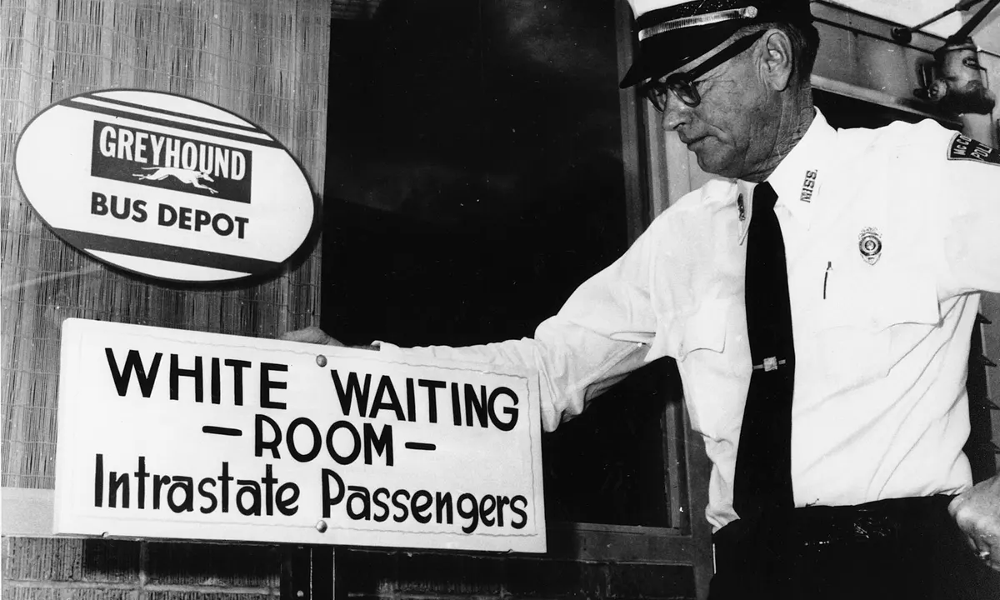 GREYHOUND
BUS DEPOT
WHITE WAITING
—ROOM—
Intrastate Passengers
MISS.